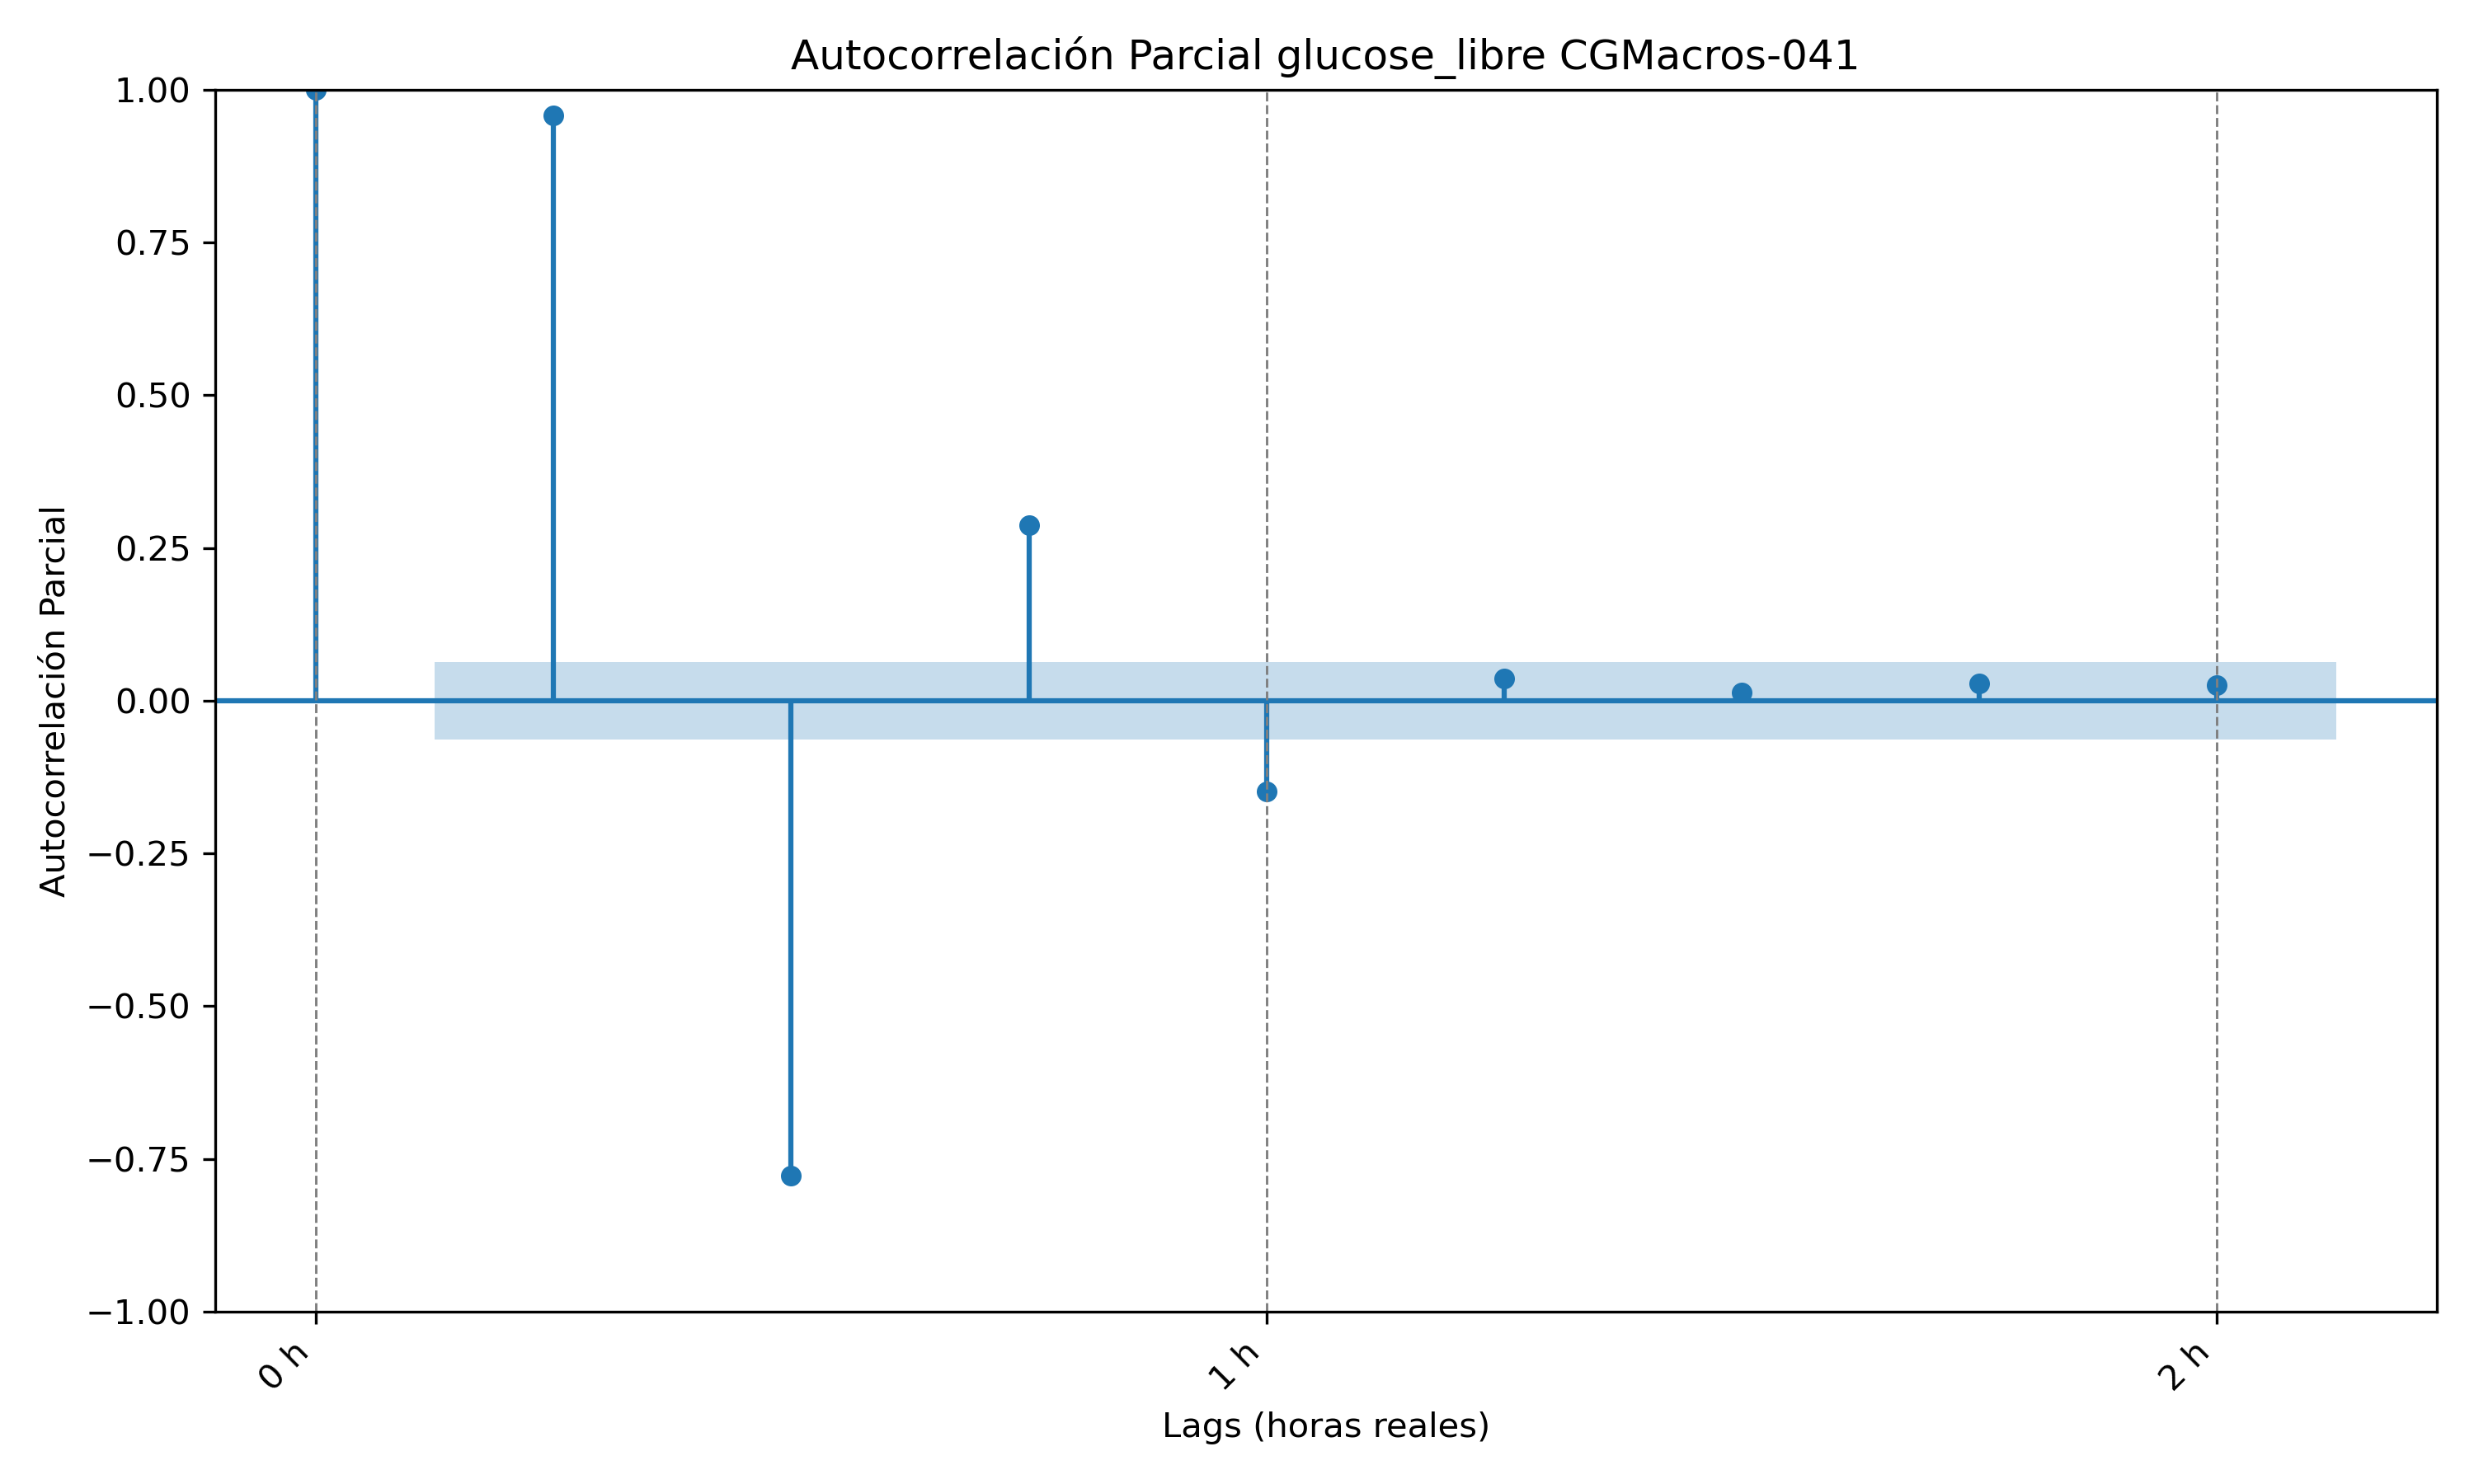 Autocorrelación Parcial glucose_libre CGMacros-041
1.00
0.75
0.50
0.25
0.00
−0.25
−0.50
−0.75
−1.00
Autocorrelación Parcial
0 h
1 h
2 h
Lags (horas reales)